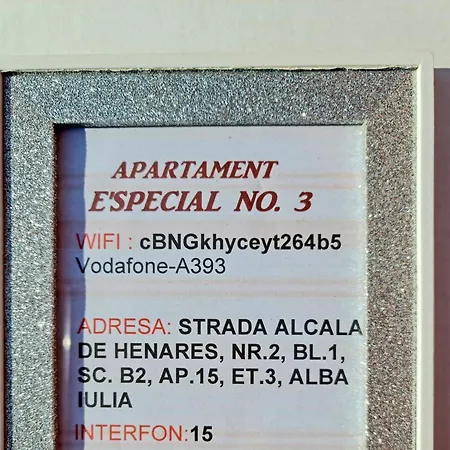 APARTAMENT
E'SPECIAL NO. 3
WIFI : cBNGkhyceyt264b5
Vodafone-A393
ADRESA: STRADA ALCALA
DE HENARES, NR.2, BL.1,
SC. B2, AP.15, ET.3, ALBA
IULIA
INTERFON:15